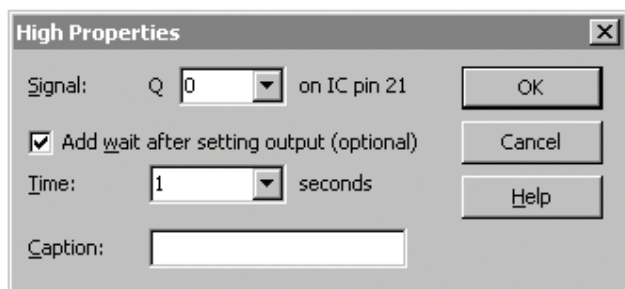 High Properties
Signal: Q 0 on IC pin 21
OK
Add wait after setting output (optional)
Cancel
Time: 1 seconds
Help
Caption: